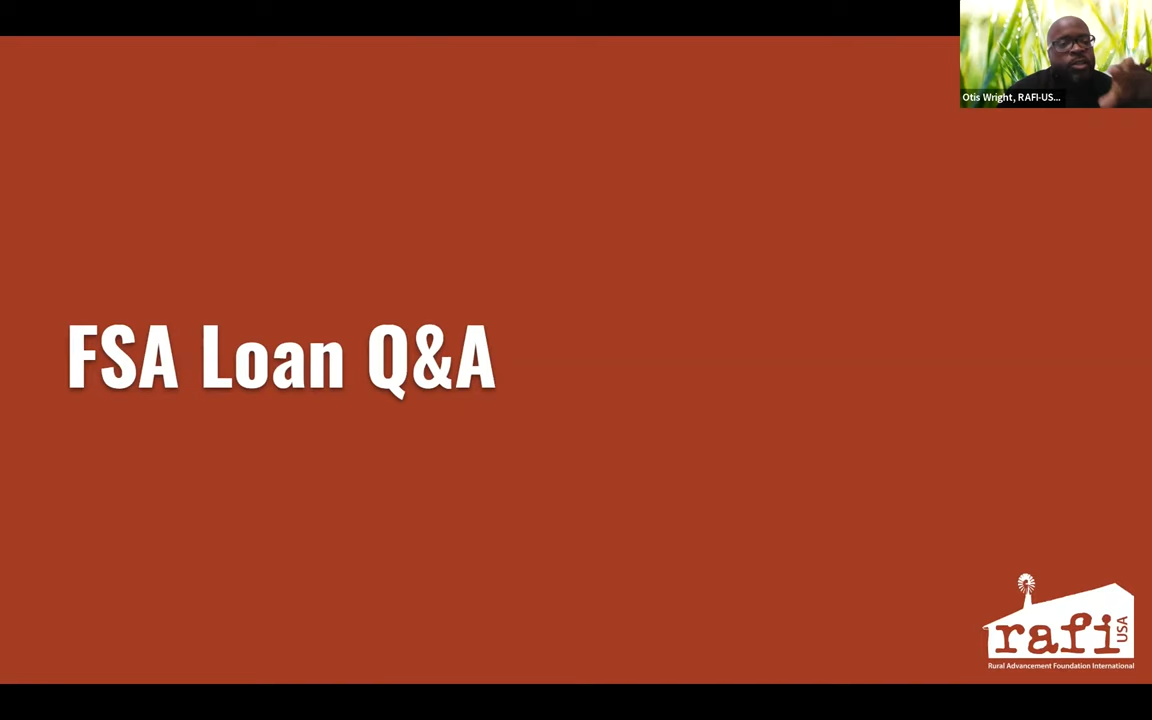 Otis Wright, RAFI-US...
FSA Loan Q&A
rafi
USA
Rural Advancement Foundation International